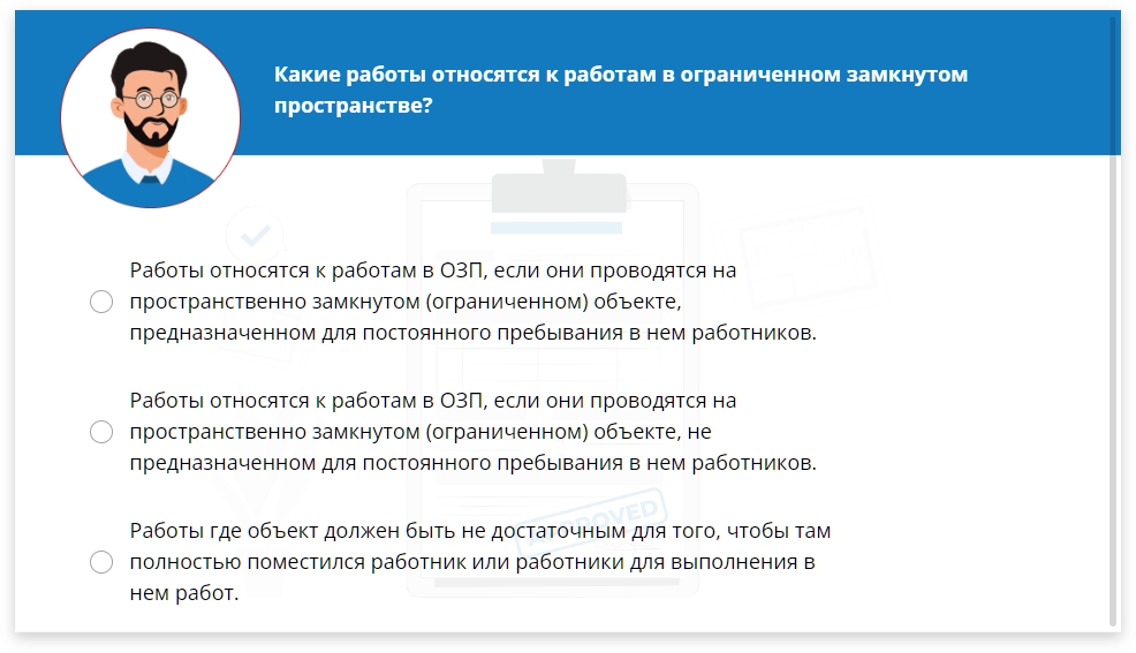 Какие работы относятся к работам в ограниченном замкнутом
пространстве?
Работы относятся к работам в ОЗП, если они проводятся на
пространственно замкнутом (ограниченном) объекте,
предназначенном для постоянного пребывания в нем работников.
Работы относятся к работам в ОЗП, если они проводятся на
пространственно замкнутом (ограниченном) объекте, не
предназначенном для постоянного пребывания в нем работников.
APPROVED
Работы где объект должен быть не достаточным для того, чтобы там
полностью поместился работник или работники для выполнения в
нем работ.